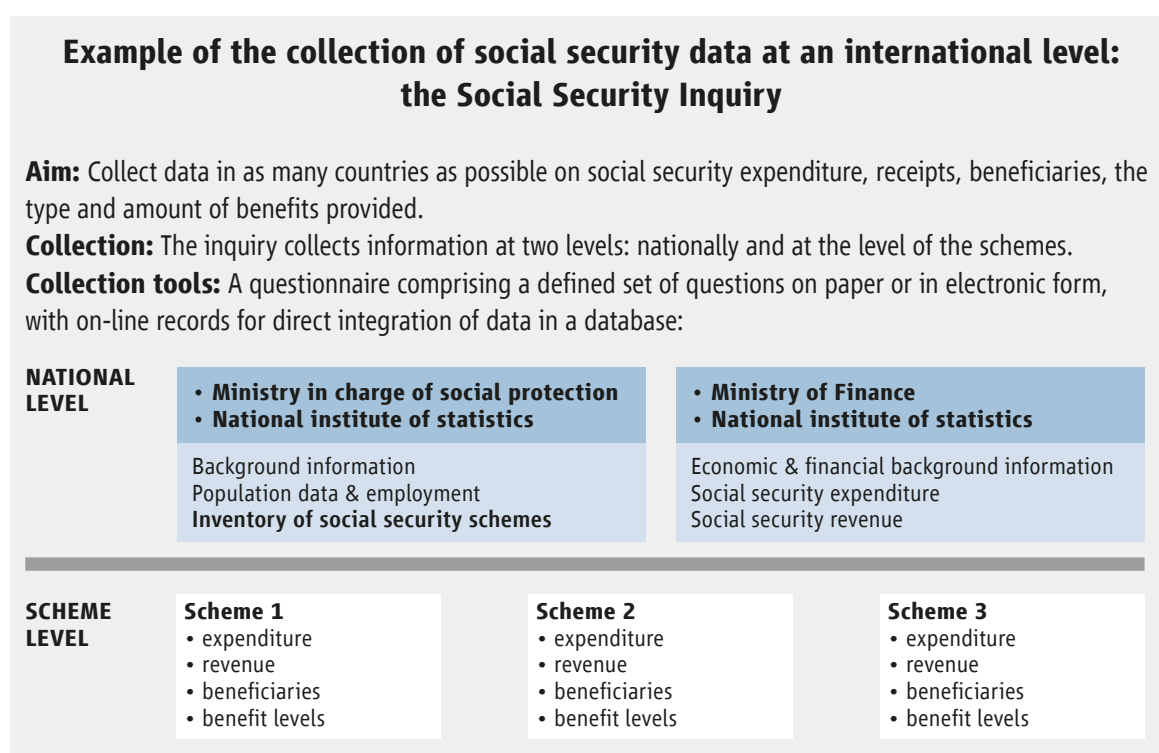 Example of the collection of social security data at an international level:
the Social Security Inquiry
Aim: Collect data in as many countries as possible on social security expenditure, receipts, beneficiaries, the
type and amount of benefits provided.
Collection: The inquiry collects information at two levels: nationally and at the level of the schemes.
Collection tools: A questionnaire comprising a defined set of questions on paper or in electronic form,
with on-line records for direct integration of data in a database:
NATIONAL
LEVEL
• Ministry in charge of social protection
• National institute of statistics
Background information
Population data & employment
Inventory of social security schemes
• Ministry of Finance
• National institute of statistics
Economic & financial background information
Social security expenditure
Social security revenue
SCHEME
LEVEL
Scheme 1
• expenditure
• revenue
• beneficiaries
• benefit levels
Scheme 2
• expenditure
• revenue
• beneficiaries
• benefit levels
Scheme 3
• expenditure
• revenue
• beneficiaries
• benefit levels